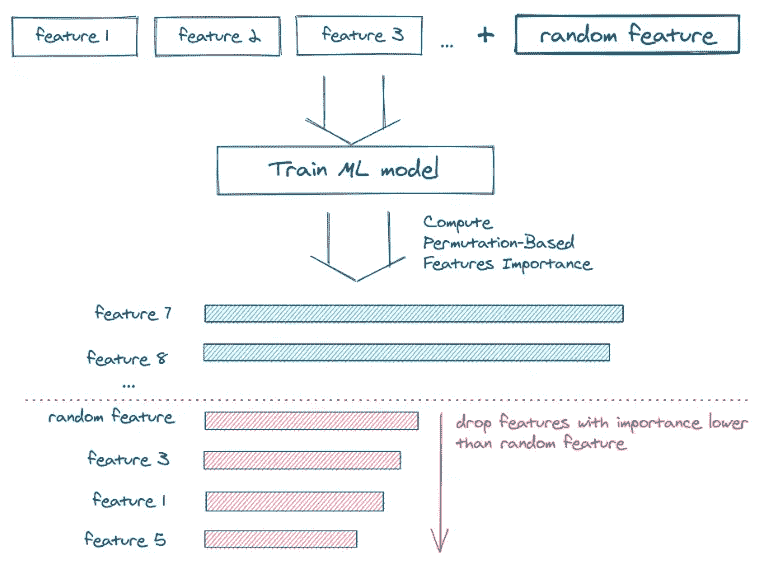 feature 1 feature 2 feature 3 ... + random feature
Train ML model
Compute
Permutation-Based
Features Importance
feature 7
feature 8
...
random feature
drop features with importance lower
than random feature
feature 3
feature 1
feature 5